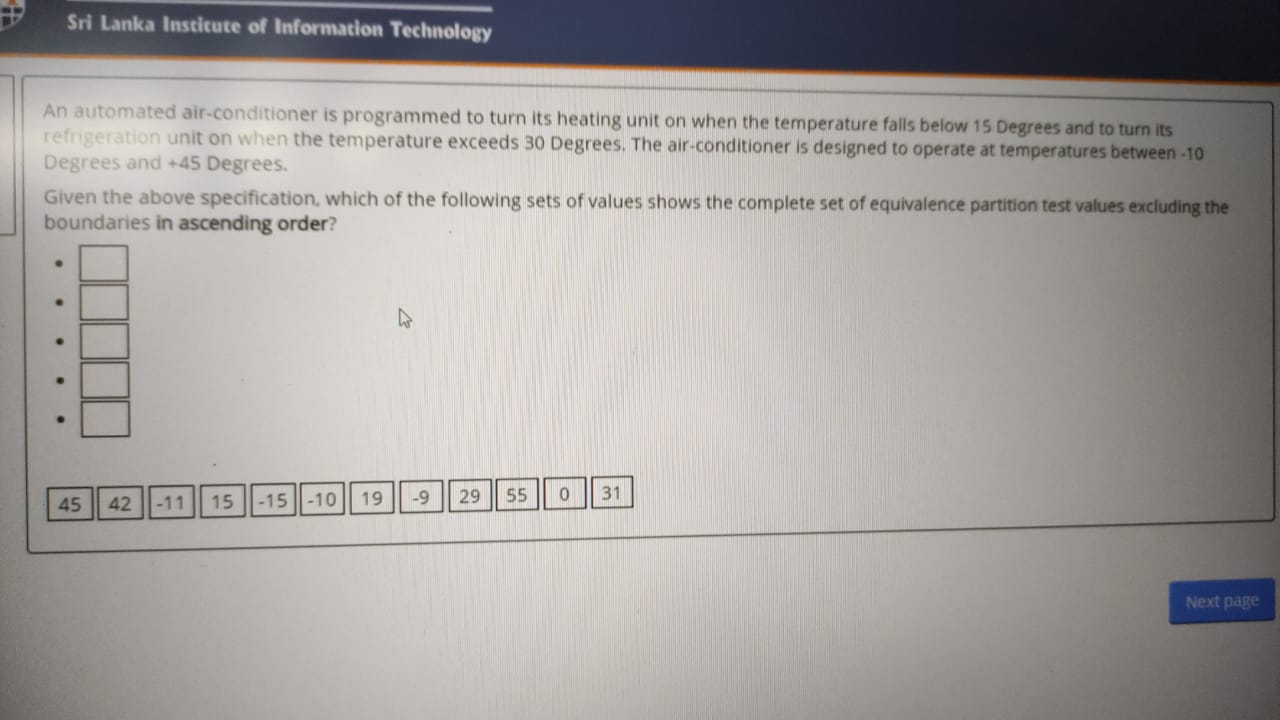 Sri Lanka Institute of Information Technology
An automated air-conditioner is programmed to turn its heating unit on when the temperature falls below 15 Degrees and to turn its
refrigeration unit on when the temperature exceeds 30 Degrees. The air-conditioner is designed to operate at temperatures between -10
Degrees and +45 Degrees.
Given the above specification, which of the following sets of values shows the complete set of equivalence partition test values excluding the
boundaries in ascending order?
45 42 -11 15 -15 -10 19 -9 29 55 0 31
Next page